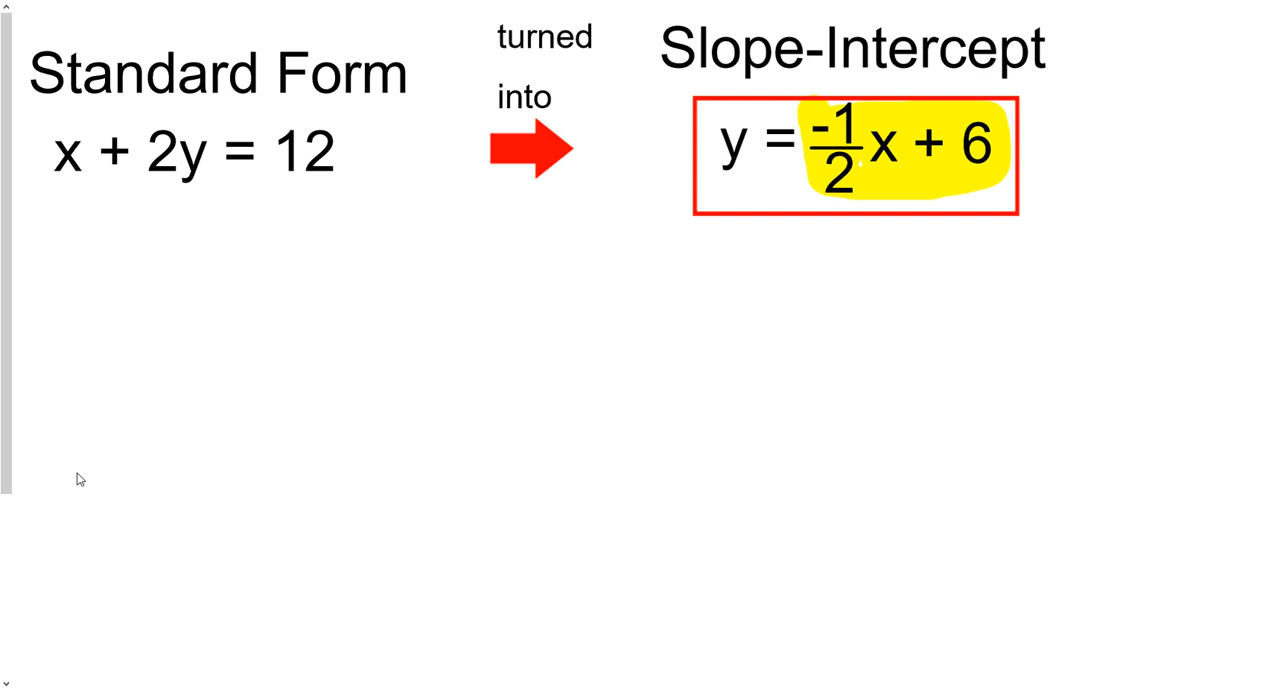 Standard Form
x + 2y = 12
turned
into
Slope-Intercept
y = -1/2 x + 6